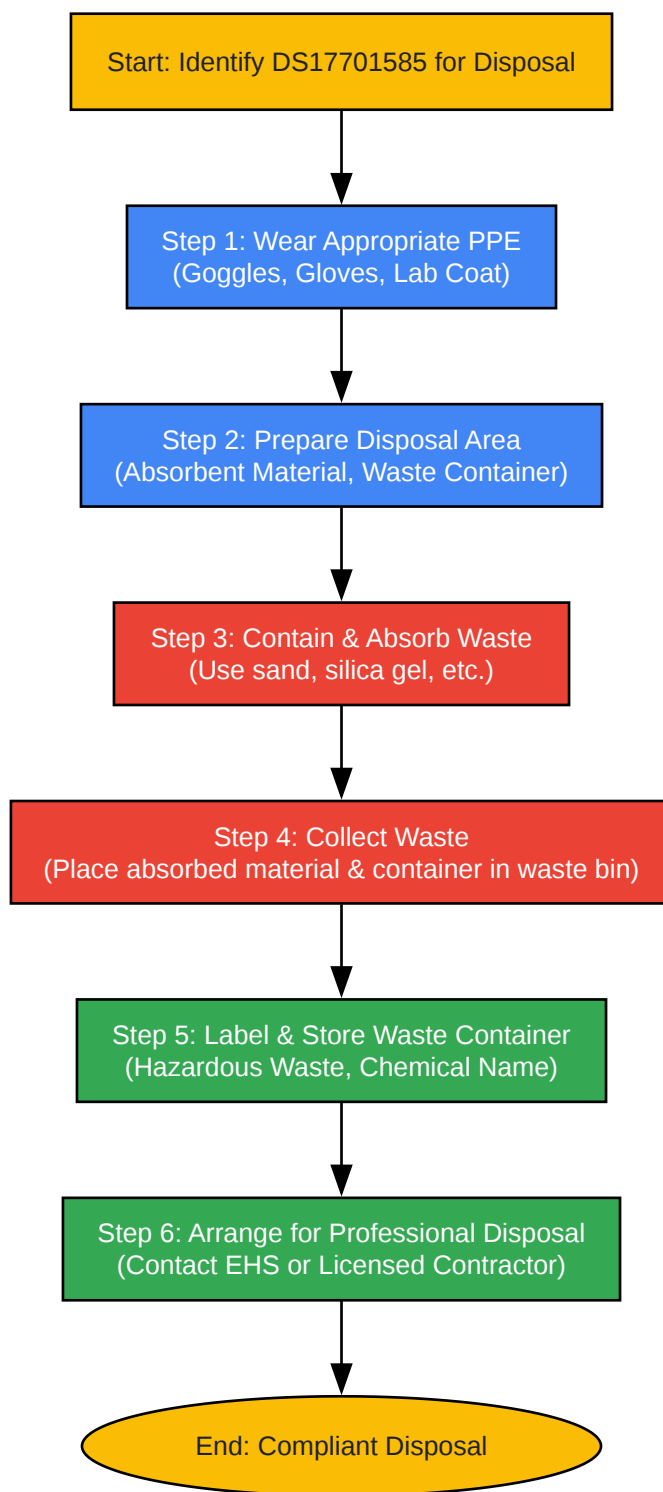 Start: Identify DS17701585 for Disposal
Step 1: Wear Appropriate PPE
(Goggles, Gloves, Lab Coat)
Step 2: Prepare Disposal Area
(Absorbent Material, Waste Container)
Step 3: Contain & Absorb Waste
(Use sand, silica gel, etc.)
Step 4: Collect Waste
(Place absorbed material & container in waste bin)
Step 5: Label & Store Waste Container
(Hazardous Waste, Chemical Name)
Step 6: Arrange for Professional Disposal
(Contact EHS or Licensed Contractor)
End: Compliant Disposal